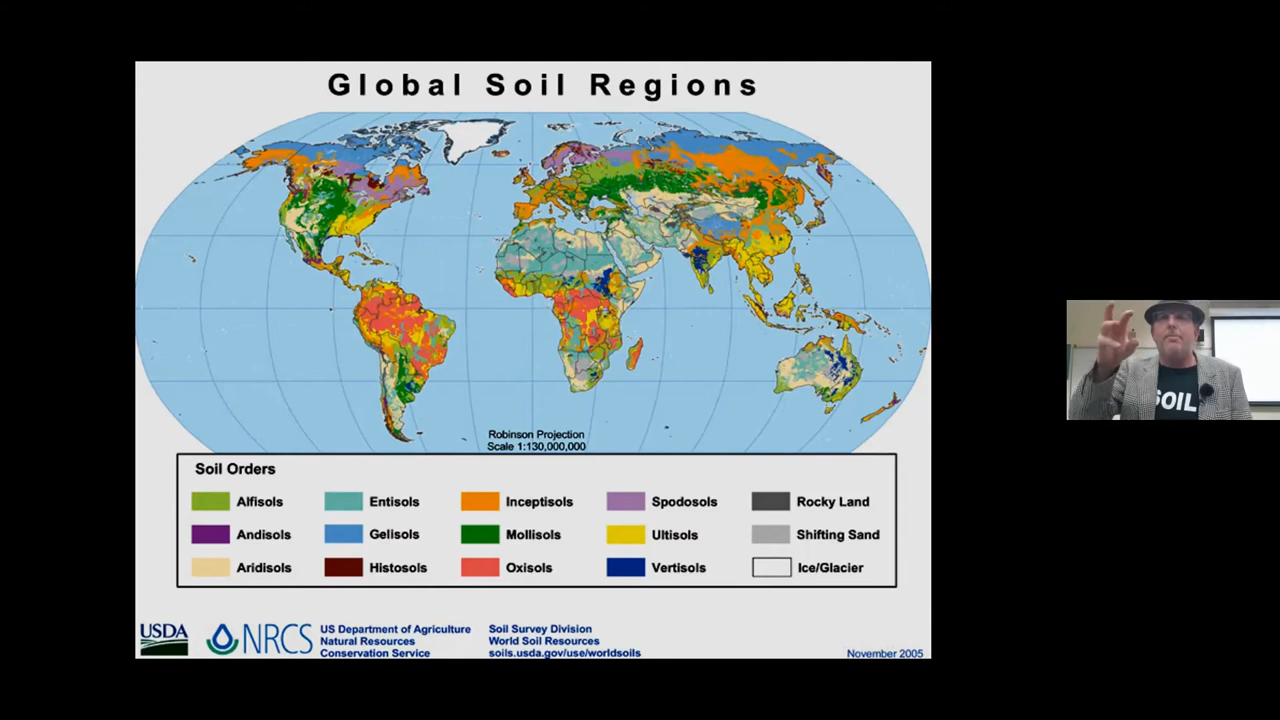 Global Soil Regions
Robinson Projection
Scale 1:130,000,000
Soil Orders
Alfisols Entisols Inceptisols Spodosols Rocky Land
Andisols Gelisols Mollisols Ultisols Shifting Sand
Aridisols Histosols Oxisols Vertisols Ice/Glacier
USDA
NRCS
US Department of Agriculture
Natural Resources
Conservation Service
Soil Survey Division
World Soil Resources
soils.usda.gov/use/worldsoils
November 2005
SOIL